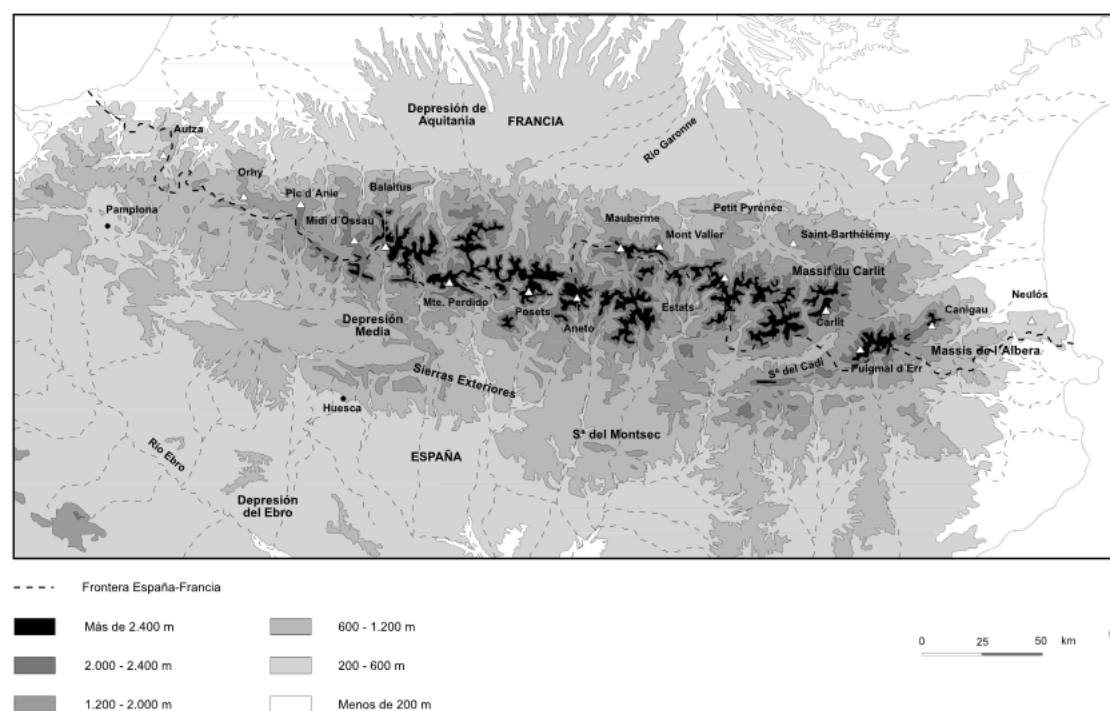 Depresión de
Aquitania
FRANCIA
Río Garonne
Autza
Orhy
Pic d´Anie
Balaitus
Midi d´Ossau
Pamplona
Mauberme
Petit Pyrénée
Mont Valier
Saint-Barthélémy
Massif du Carlit
Neulós
Mte. Perdido
Posets
Aneto
Estats
Carlit
Canigau
Depresión
Media
Massis de l´Albera
Puigmal d´Err
Sª del Cadi
Sierras Exteriores
Huesca
Sª del Montsec
ESPAÑA
Río Ebro
Depresión
del Ebro
Frontera España-Francia
Más de 2.400 m
600 - 1.200 m
0 25 50 km
2.000 - 2.400 m
200 - 600 m
1.200 - 2.000 m
Menos de 200 m